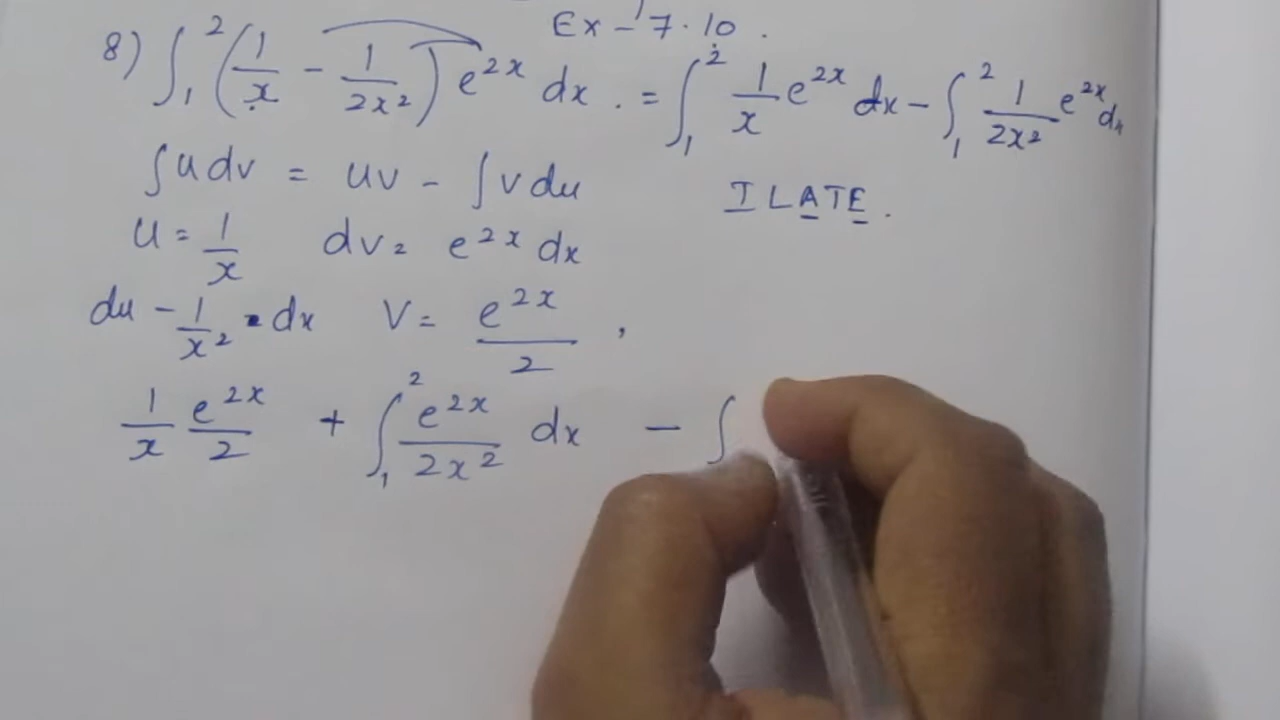 Ex - 7.10.
8) ∫₁² (1/x - 1/2x²) e^2x dx. = ∫₁² 1/x e^2x dx - ∫₁² 1/2x² e^2x dx
∫u dv = uv - ∫v du
ILATE.
u = 1/x dv = e^2x dx
du - 1/x² · dx v = e^2x/2 ,
1/x e^2x/2 + ∫₁² e^2x/2x² dx - ∫